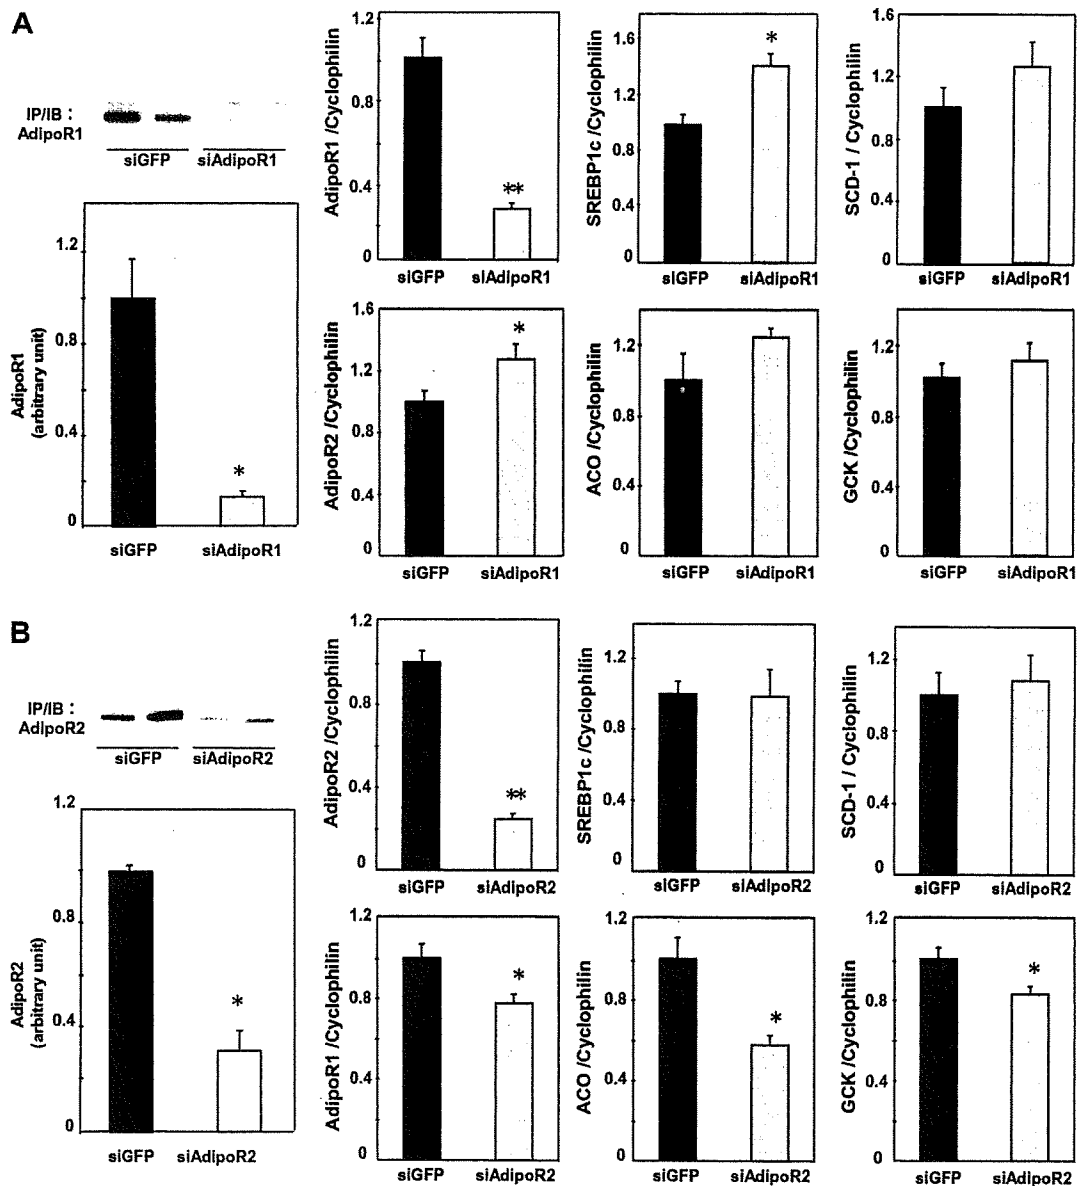 A
IP/IB :
AdipoR1
siGFP siAdipoR1
AdipoR1
(arbitrary unit)
1.2
0.8
0.4
0
*
siGFP siAdipoR1
AdipoR1 /Cyclophilin
1.2
0.8
0.4
0
**
siGFP siAdipoR1
SREBP1c /Cyclophilin
1.6
1.2
0.8
0.4
0
*
siGFP siAdipoR1
SCD-1 / Cyclophilin
1.6
1.2
0.8
0.4
0
siGFP siAdipoR1
AdipoR2 /Cyclophilin
1.6
1.2
0.8
0.4
0
*
siGFP siAdipoR1
ACO /Cyclophilin
1.2
0.8
0.4
0
siGFP siAdipoR1
GCK /Cyclophilin
1.2
0.8
0.4
0
siGFP siAdipoR1
B
IP/IB :
AdipoR2
siGFP siAdipoR2
AdipoR2
(arbitrary unit)
1.2
0.8
0.4
0
*
siGFP siAdipoR2
AdipoR2 /Cyclophilin
1.2
0.8
0.4
0
**
siGFP siAdipoR2
SREBP1c /Cyclophilin
1.2
0.8
0.4
0
siGFP siAdipoR2
SCD-1 / Cyclophilin
1.2
0.8
0.4
0
siGFP siAdipoR2
AdipoR1 /Cyclophilin
1.2
0.8
0.4
0
*
siGFP siAdipoR2
ACO /Cyclophilin
1.2
0.8
0.4
0
*
siGFP siAdipoR2
GCK /Cyclophilin
1.2
0.8
0.4
0
*
siGFP siAdipoR2